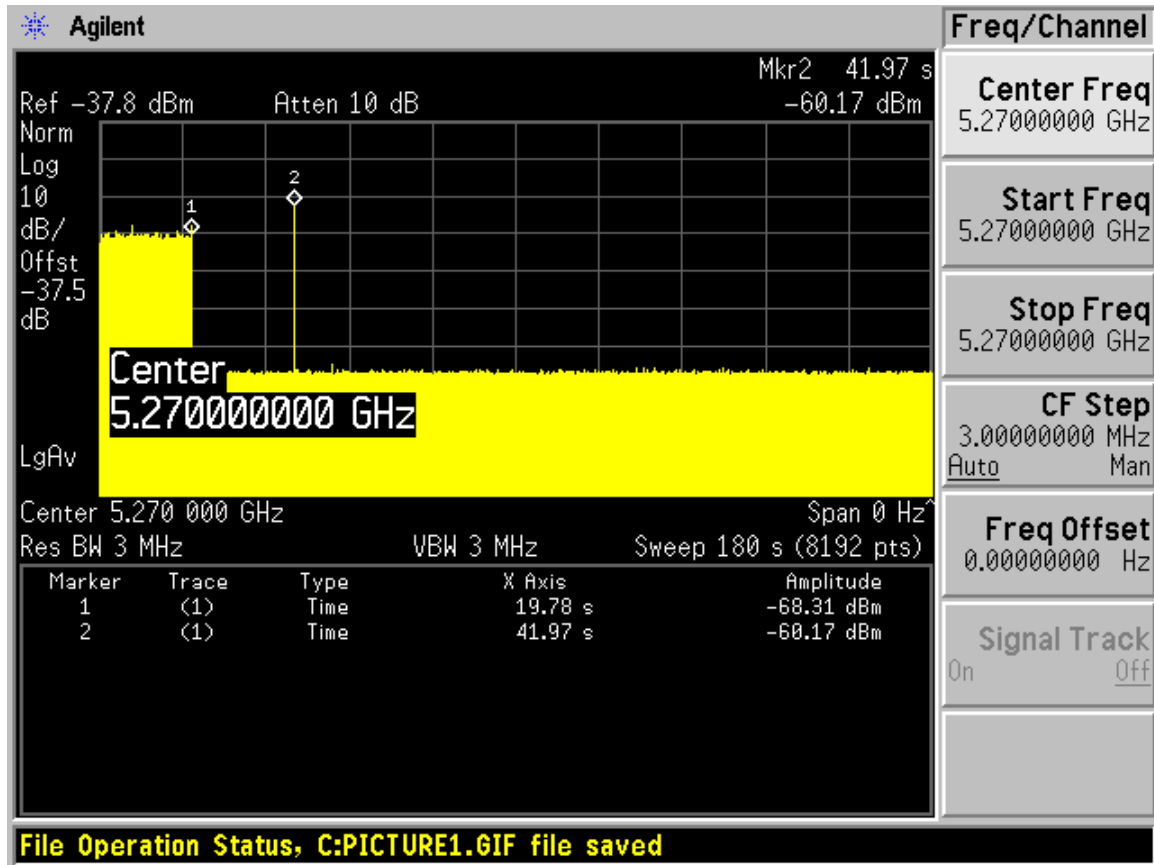 Agilent
Freq/Channel
Mkr2 41.97 s
Ref -37.8 dBm Atten 10 dB -60.17 dBm
Norm
Log
10
dB/
Offst
-37.5
dB
1
2
Center
5.270000000 GHz
LgAv
Center 5.270 000 GHz Span 0 Hz^
Res BW 3 MHz VBW 3 MHz Sweep 180 s (8192 pts)
Marker Trace Type X Axis Amplitude
1 (1) Time 19.78 s -68.31 dBm
2 (1) Time 41.97 s -60.17 dBm
Center Freq
5.27000000 GHz
Start Freq
5.27000000 GHz
Stop Freq
5.27000000 GHz
CF Step
3.00000000 MHz
Auto Man
Freq Offset
0.00000000 Hz
Signal Track
On Off
File Operation Status, C:PICTURE1.GIF file saved